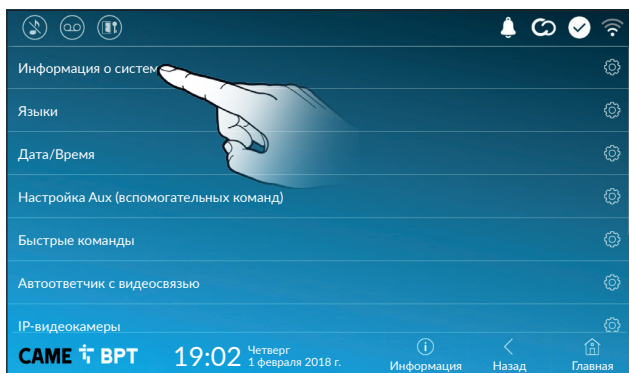 Информация о систем
Языки
Дата/Время
Настройка Aux (вспомогательных команд)
Быстрые команды
Автоответчик с видеосвязью
IP-видеокамеры
CAME BPT 19:02 Четверг
1 февраля 2018 г.
Информация Назад Главная